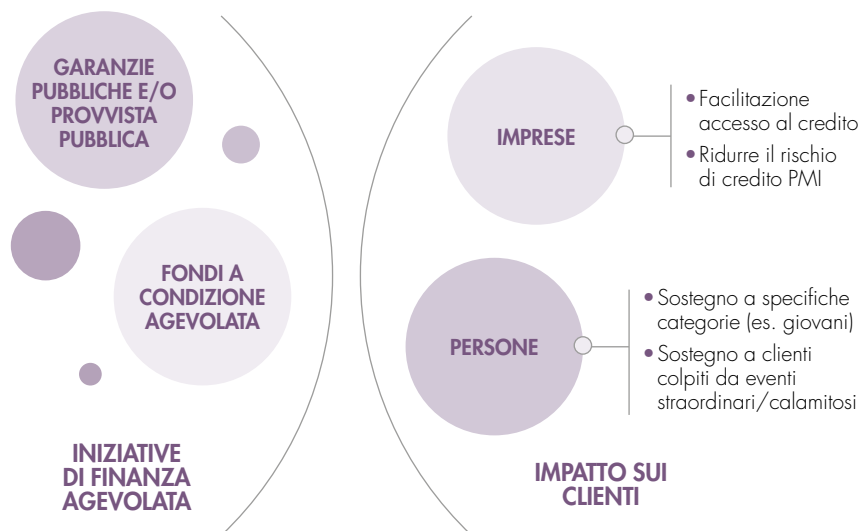 GARANZIE
PUBBLICHE E/O
PROVVISTA
PUBBLICA
FONDI A
CONDIZIONE
AGEVOLATA
INIZIATIVE
DI FINANZA
AGEVOLATA
IMPRESE
• Facilitazione
accesso al credito
• Ridurre il rischio
di credito PMI
PERSONE
• Sostegno a specifiche
categorie (es. giovani)
• Sostegno a clienti
colpiti da eventi
straordinari/calamitosi
IMPATTO SUI
CLIENTI